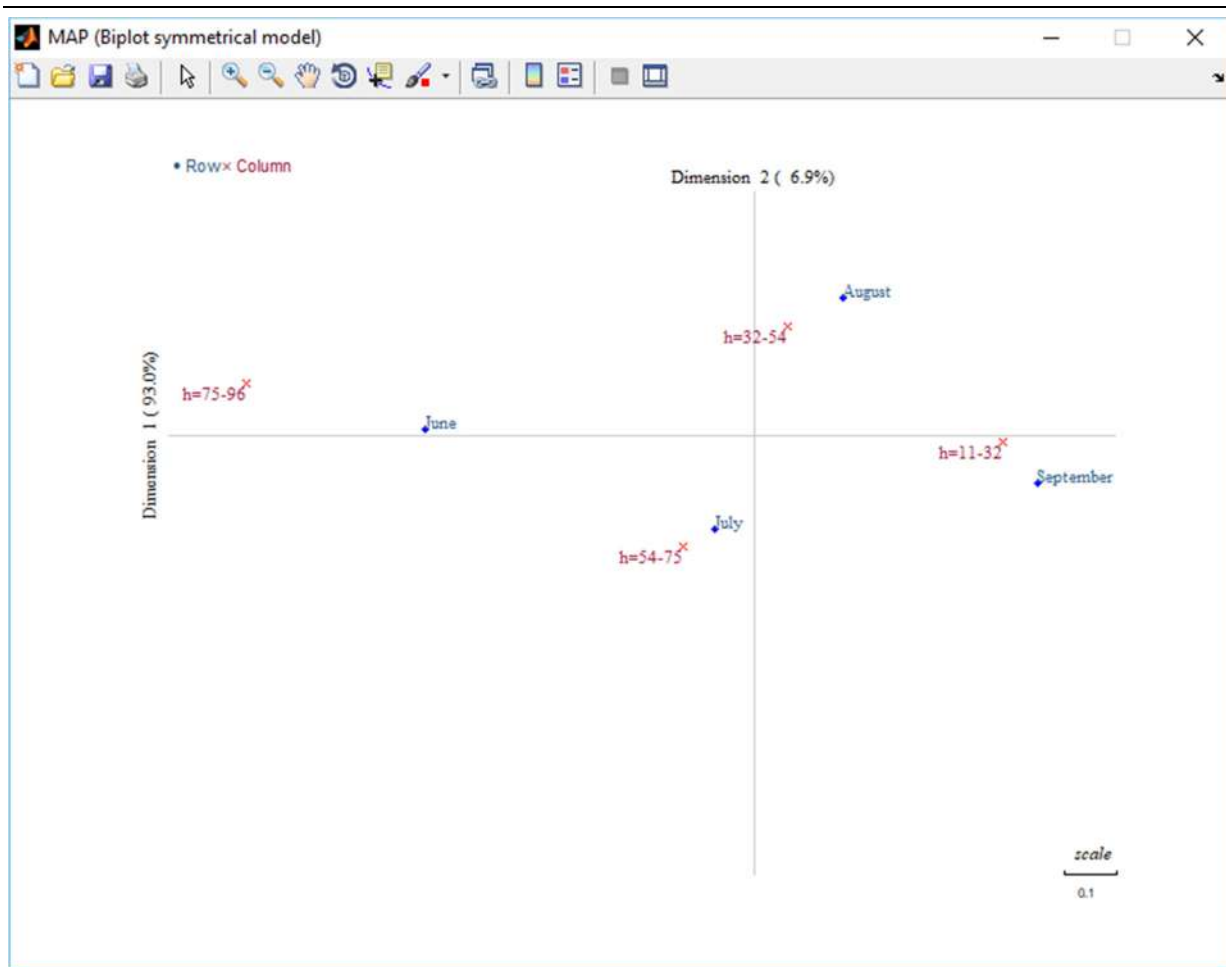 MAP (Biplot symmetrical model)
• Row× Column
Dimension 2 ( 6.9%)
August
h=32-54
Dimension 1 ( 93.0%)
h=75-96
June
h=11-32
September
July
h=54-75
scale
0.1